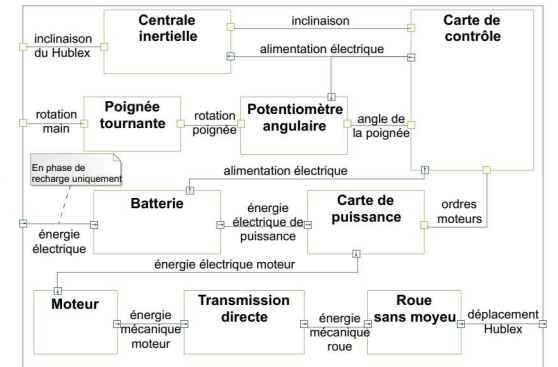 Centrale
inertielle
inclinaison
Carte de
contrôle
inclinaison
du Hublex
alimentation électrique
rotation
main
Poignée
tournante
rotation
poignée
Potentiomètre
angulaire
angle de
la poignée
En phase de
recharge uniquement
alimentation électrique
énergie
électrique
Batterie
énergie
électrique de
puissance
Carte de
puissance
ordres
moteurs
énergie électrique moteur
Moteur
énergie
mécanique
moteur
Transmission
directe
énergie
mécanique
roue
Roue
sans moyeu
déplacement
Hublex